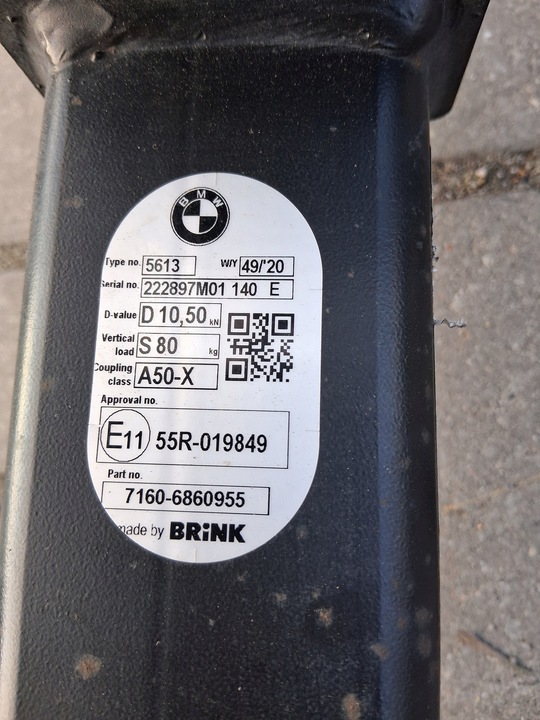 BMW
Type no. 5613 W/Y 49/'20
Serial no. 222897M01 140 E
D-value D 10,50 kN
Vertical load S 80 kg
Coupling class A50-X
Approval no.
E11 55R-019849
Part no.
7160-6860955
made by BRiNK